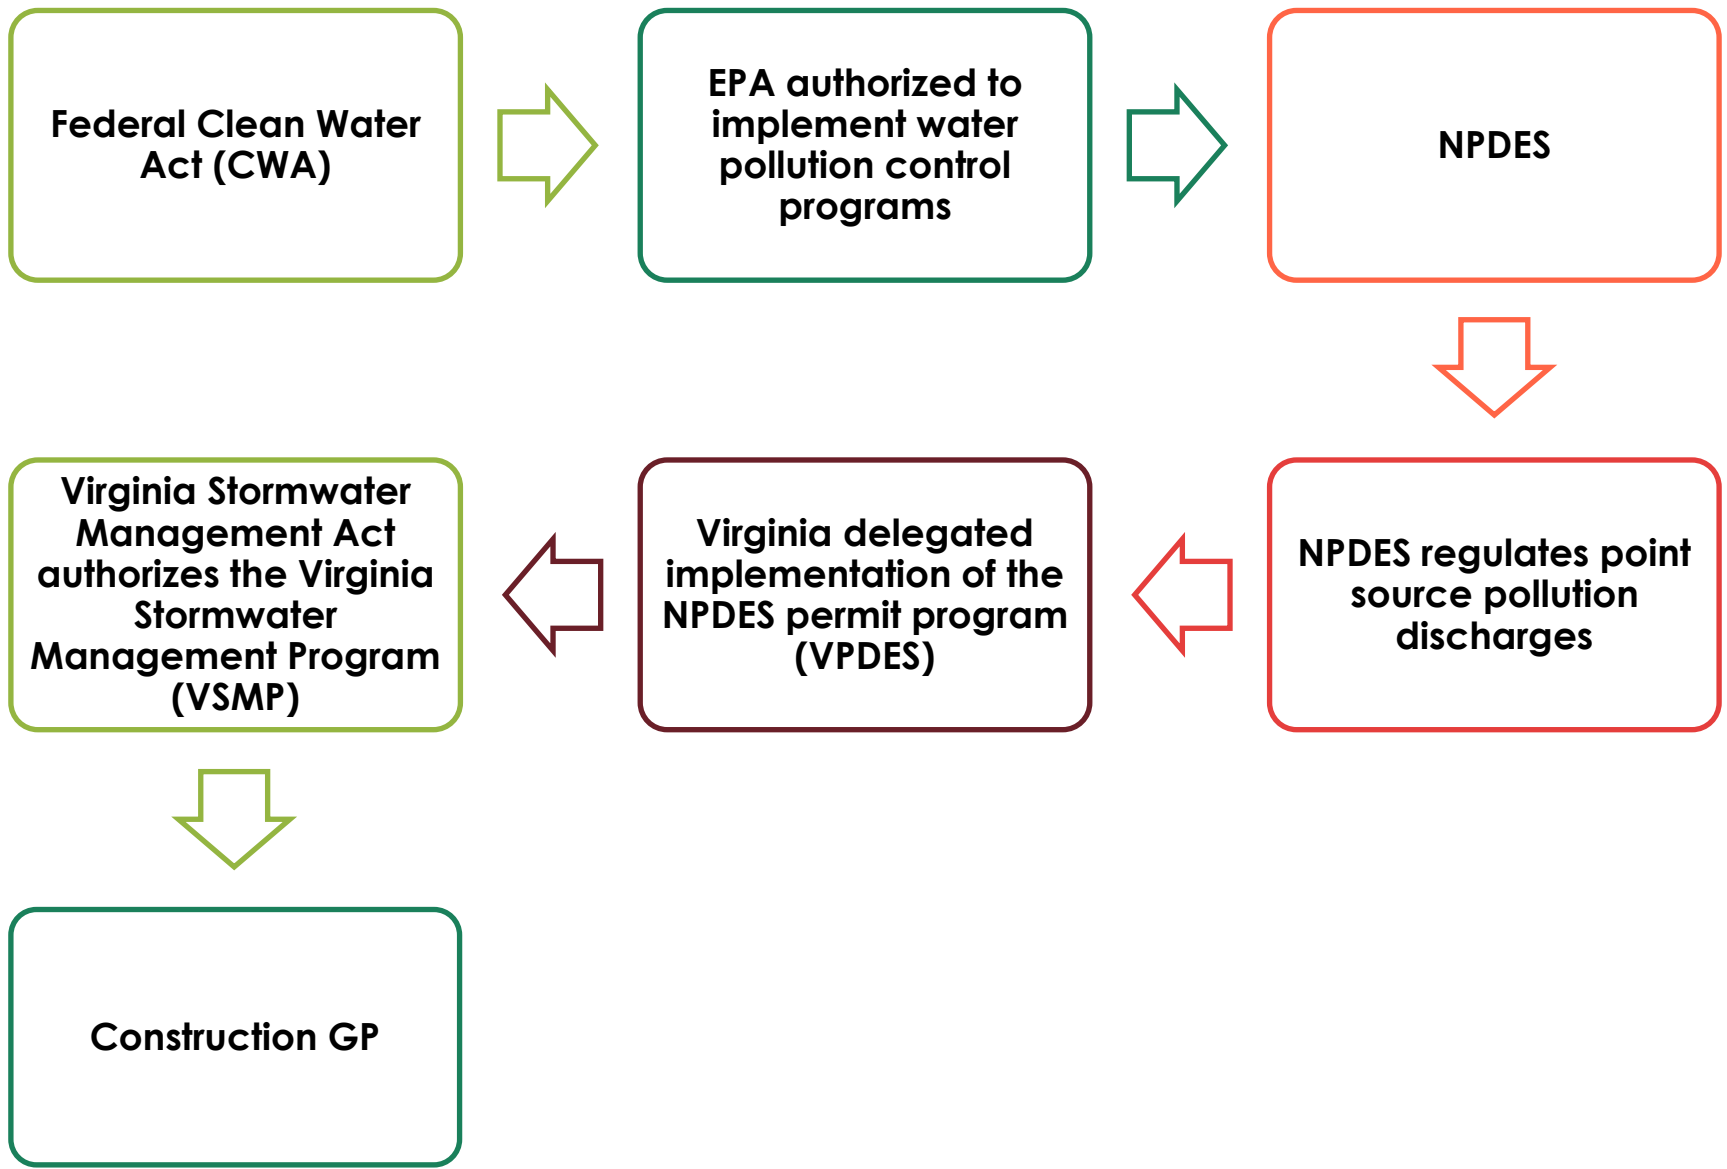 Federal Clean Water
Act (CWA)
EPA authorized to
implement water
pollution control
programs
NPDES
NPDES regulates point
source pollution
discharges
Virginia delegated
implementation of the
NPDES permit program
(VPDES)
Virginia Stormwater
Management Act
authorizes the Virginia
Stormwater
Management Program
(VSMP)
Construction GP